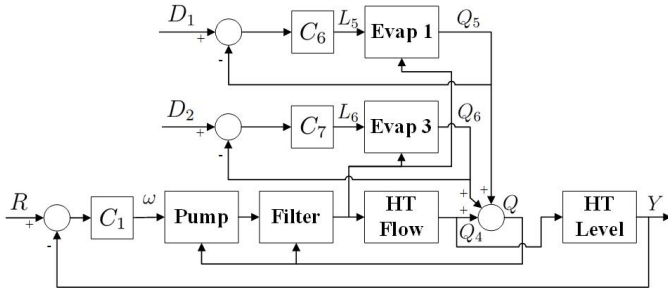 D₁ + - C₆ L₅ Evap 1 Q₅
D₂ + - C₇ L₆ Evap 3 Q₆
R + - C₁ ω Pump Filter HT Flow Q₄ + + + Q HT Level Y